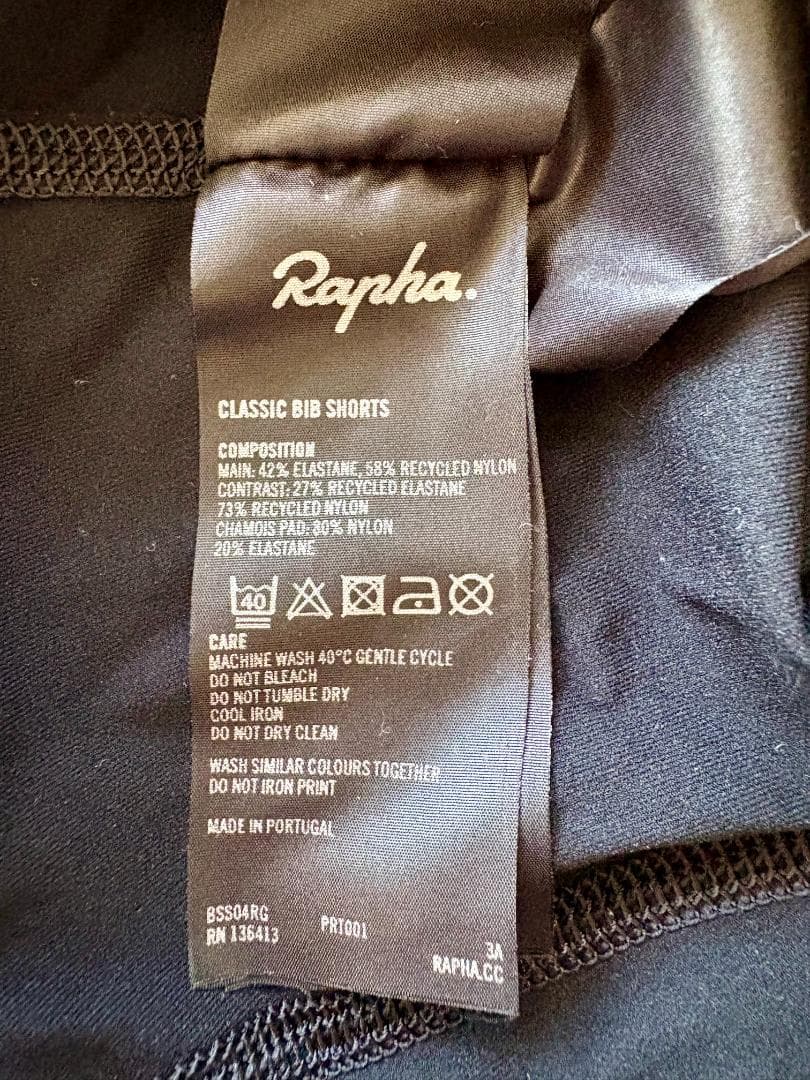 Rapha.
CLASSIC BIB SHORTS
COMPOSITION
MAIN: 42% ELASTANE, 58% RECYCLED NYLON
CONTRAST: 27% RECYCLED ELASTANE
73% RECYCLED NYLON
CHAMOIS PAD: 80% NYLON
20% ELASTANE
40
CARE
MACHINE WASH 40°C GENTLE CYCLE
DO NOT BLEACH
DO NOT TUMBLE DRY
COOL IRON
DO NOT DRY CLEAN
WASH SIMILAR COLOURS TOGETHER
DO NOT IRON PRINT
MADE IN PORTUGAL
BSS04RG
RN 136413
PRT001
3A
RAPHA.CC